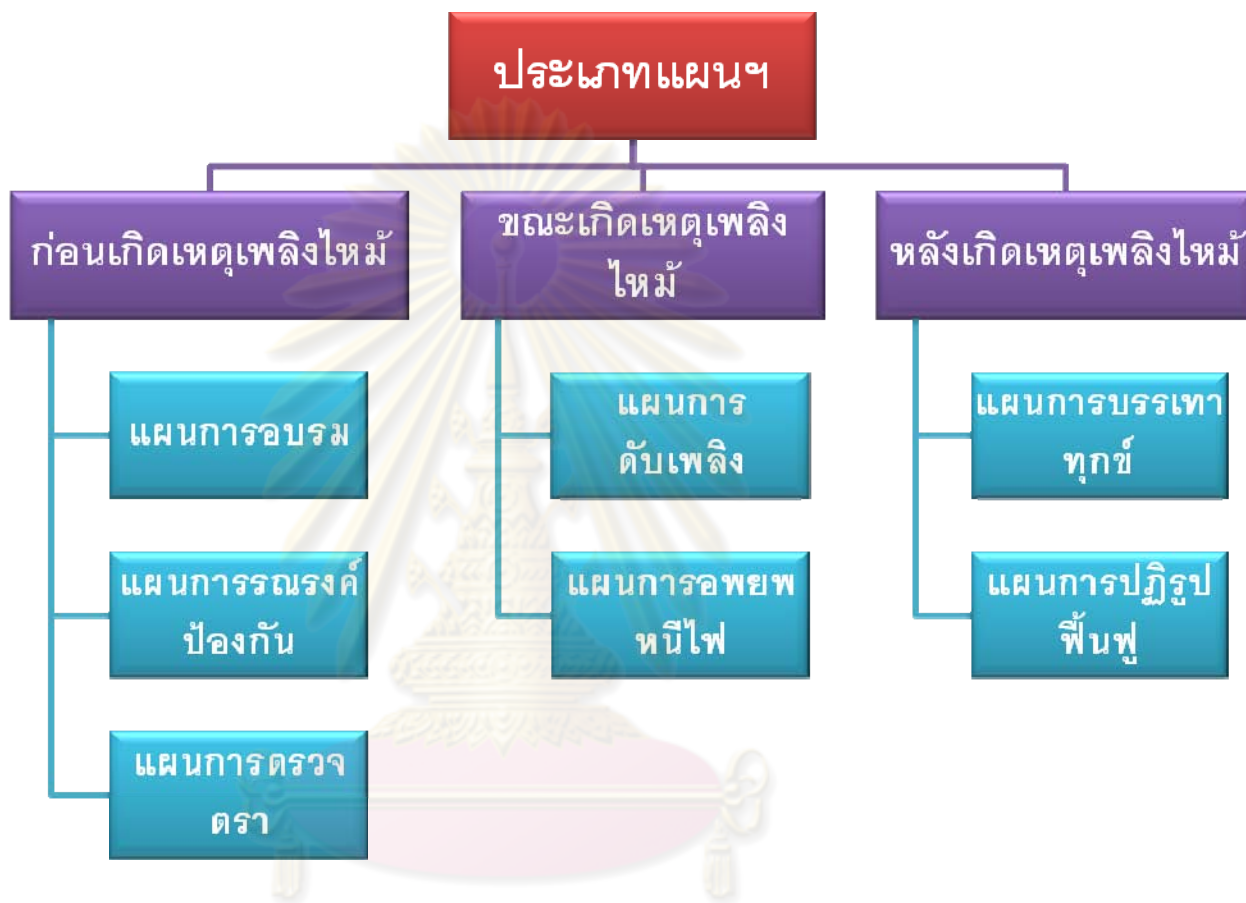 ประเภทแผนฯ
ก่อนเกิดเหตุเพลิงไหม้
ขณะเกิดเหตุเพลิง
ไหม้
หลังเกิดเหตุเพลิงไหม้
แผนการอบรม
แผนการรณรงค์
ป้องกัน
แผนการตรวจ
ตรา
แผนการ
ดับเพลิง
แผนการอพยพ
หนีไฟ
แผนการบรรเทา
ทุกข์
แผนการปฏิรูป
ฟื้นฟู